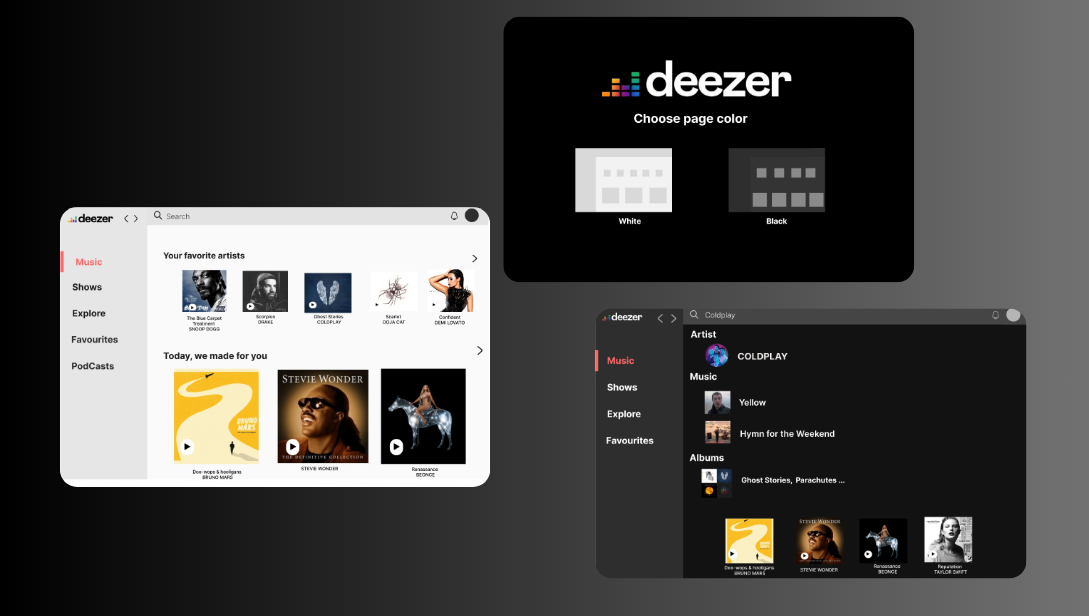 deezer
Choose page color
White
Black
deezer
Search
Music
Shows
Explore
Favourites
PodCasts
Your favorite artists
The Blue Carpet
Treatment
SNOOP DOGG
Scorpion
DRAKE
Ghost Stories
COLDPLAY
Scarlet
DOJA CAT
Confident
DEMI LOVATO
Today, we made for you
BRUNO
MARS
Doo-wops & hooligans
BRUNO MARS
STEVIE WONDER
THE DEFINITIVE COLLECTION
STEVIE WONDER
Renaissance
BEONCE
deezer
Coldplay
Music
Shows
Explore
Favourites
Artist
COLDPLAY
Music
Yellow
Hymn for the Weekend
Albums
Ghost Stories, Parachutes ...
Doo-wops & hooligans
BRUNO MARS
STEVIE WONDER
STEVIE WONDER
Renaissance
BEONCE
Reputation
TAYLOR SWIFT